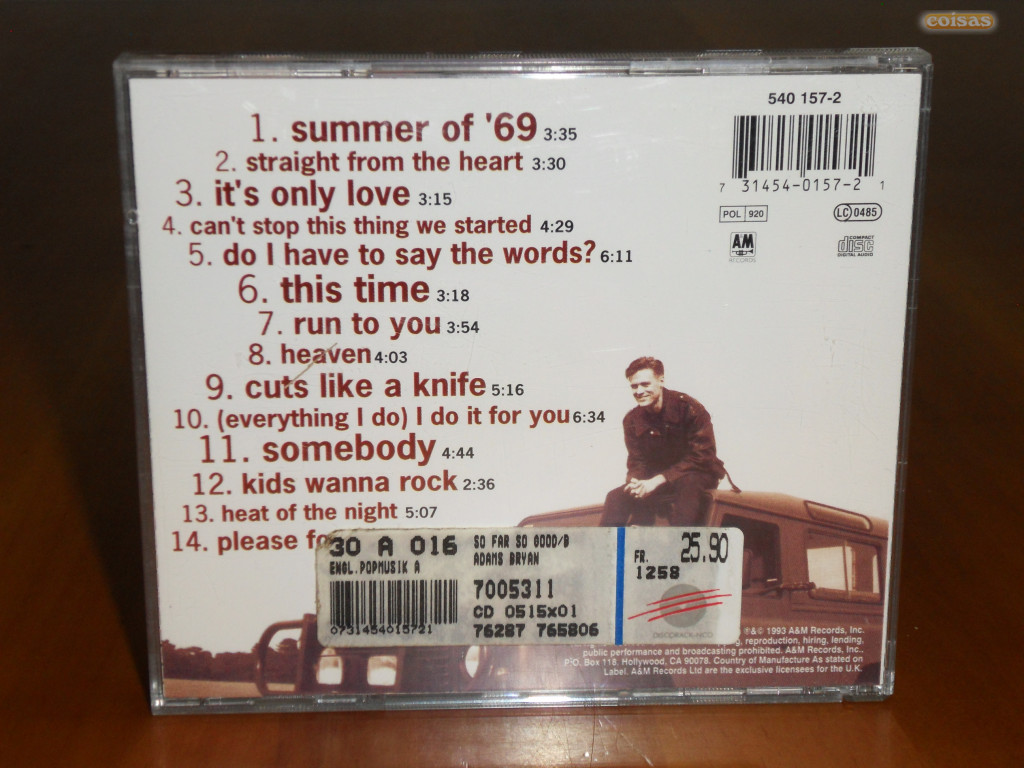 coisas
1. summer of '69 3:35
2. straight from the heart 3:30
3. it's only love 3:15
4. can't stop this thing we started 4:29
5. do I have to say the words? 6:11
6. this time 3:18
7. run to you 3:54
8. heaven 4:03
9. cuts like a knife 5:16
10. (everything I do) I do it for you 6:34
11. somebody 4:44
12. kids wanna rock 2:36
13. heat of the night 5:07
14. please fo
540 157-2
7 31454-0157-2 1
POL 920
LC 0485
AM
RECORDS
COMPACT
disc
DIGITAL AUDIO
30 A 016
ENGL.POPMUSIK A
0731454015721
SO FAR SO GOOD/B
ADAMS BRYAN
7005311
CD 0515x01
76287 765806
FR. 25.90
1258
℗&© 1993 A&M Records, Inc.
g, reproduction, hiring, lending,
public performance and broadcasting prohibited. A&M Records, Inc.,
P.O. Box 118, Hollywood, CA 90078. Country of Manufacture As stated on
Label. A&M Records Ltd are the exclusive licensees for the U.K.